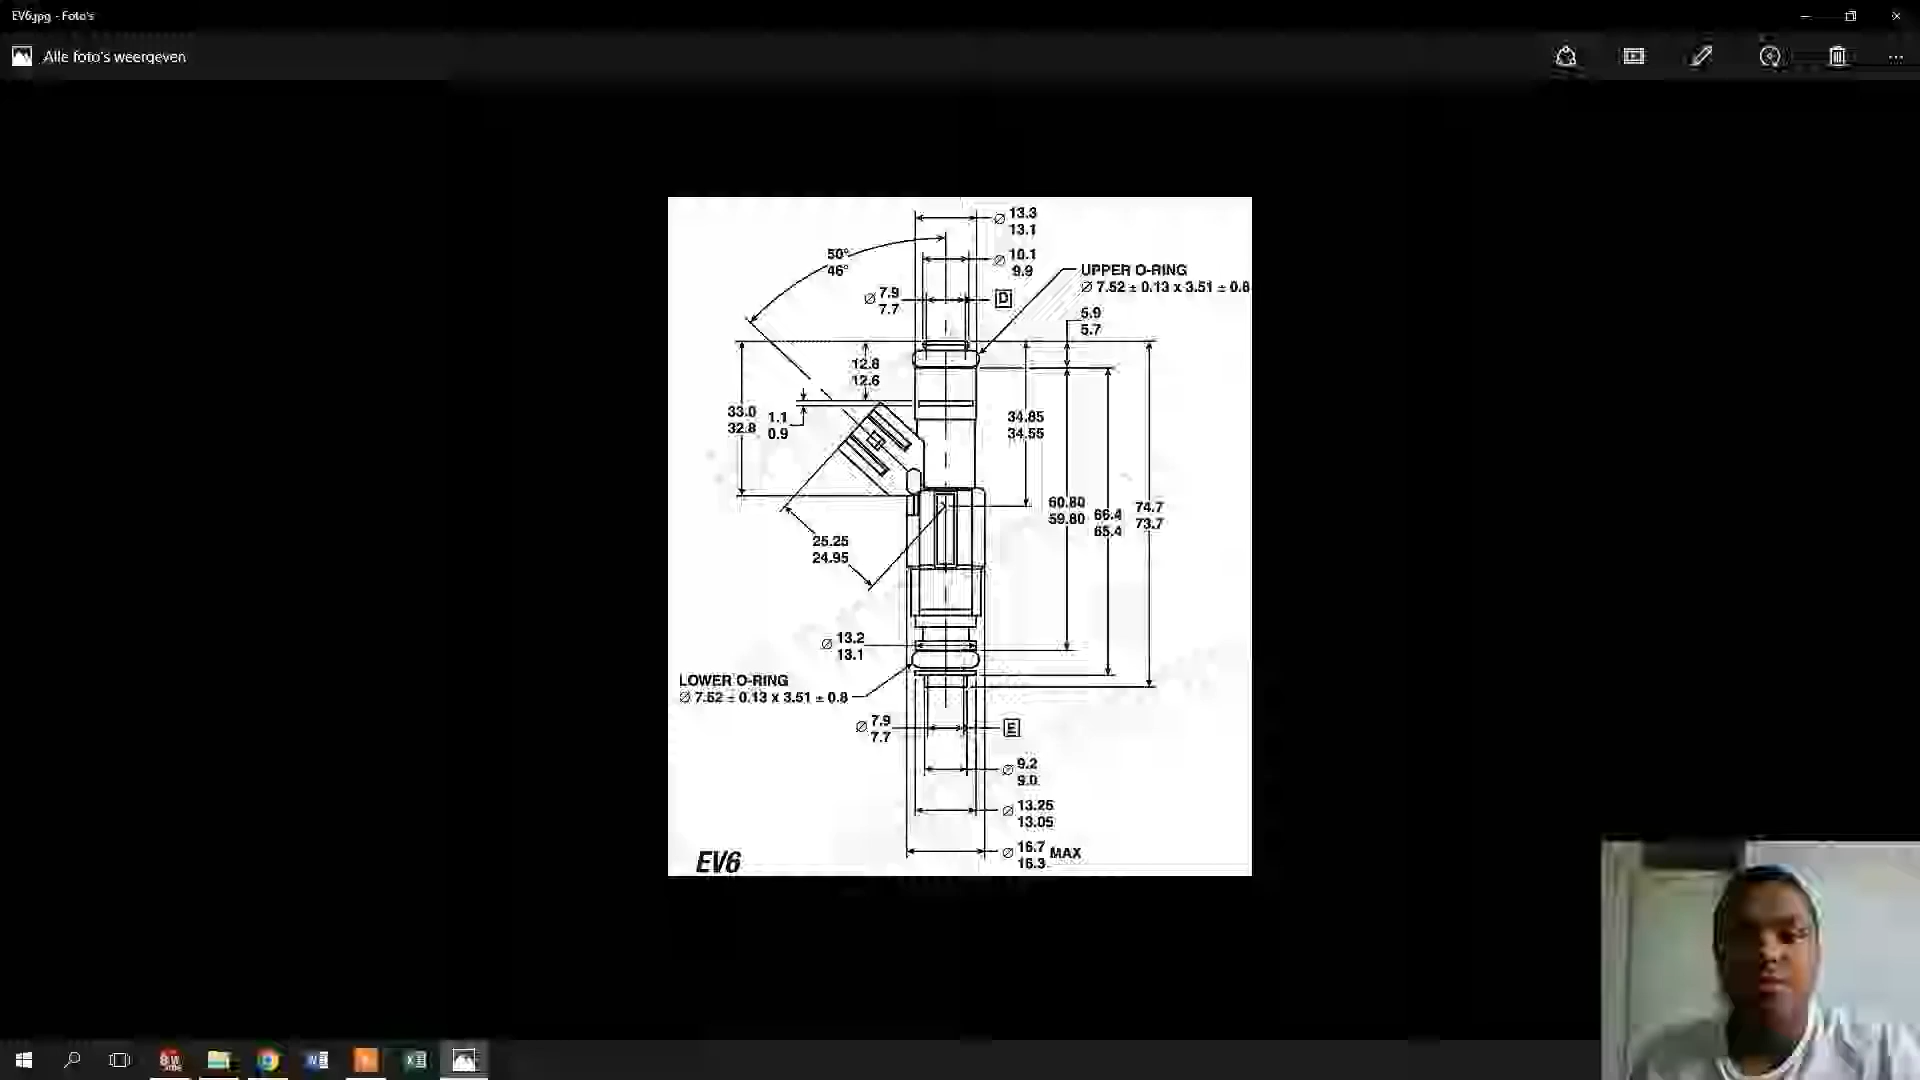 EV6.jpg - Foto's
Alle foto's weergeven
Ø 13.3
13.1
50°
46°
Ø 10.1
9.9
UPPER O-RING
Ø 7.52 ± 0.13 x 3.51 ± 0.8
Ø 7.9
7.7
D
5.9
5.7
12.8
12.6
33.0
32.8
1.1
0.9
34.85
34.55
60.80
59.80
66.4
65.4
74.7
73.7
25.25
24.95
Ø 13.2
13.1
LOWER O-RING
Ø 7.52 ± 0.13 x 3.51 ± 0.8
Ø 7.9
7.7
E
Ø 9.2
9.0
Ø 13.25
13.05
Ø 16.7 MAX
16.3
EV6